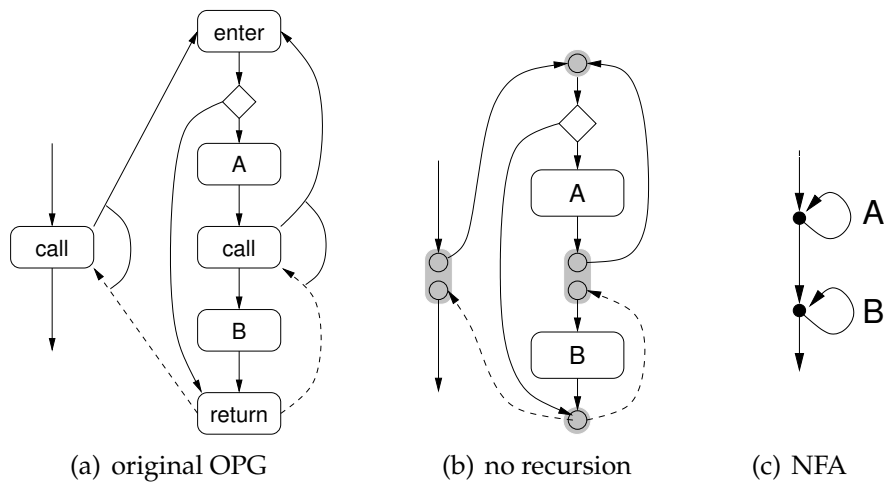 enter
A
call
call
B
return
(a) original OPG
A
B
(b) no recursion
A
B
(c) NFA